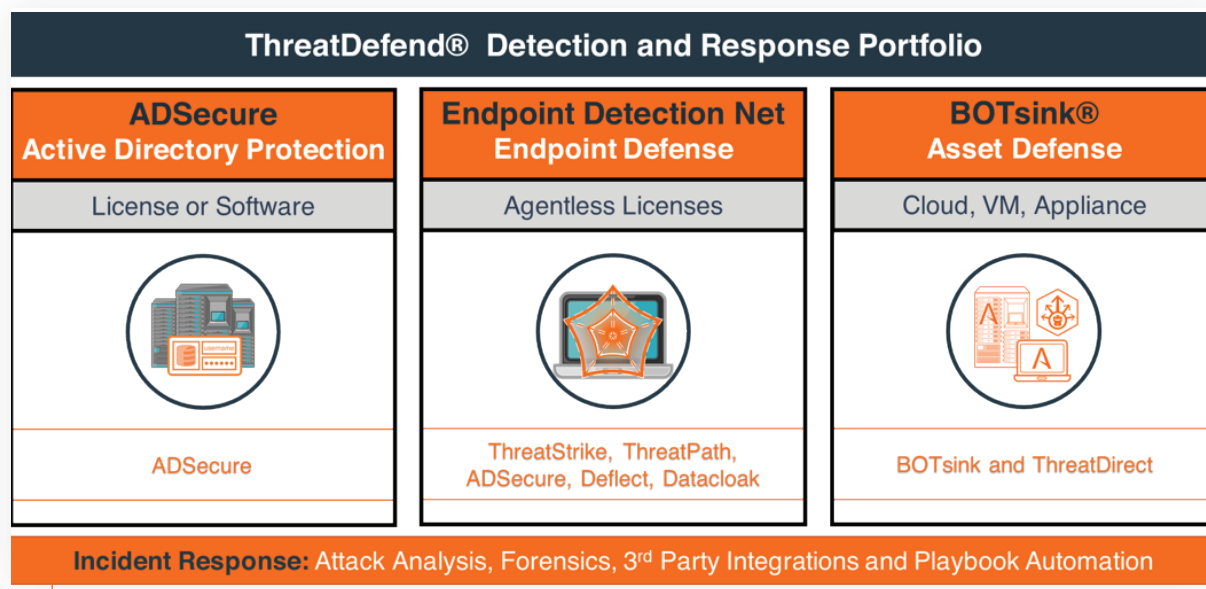 ThreatDefend® Detection and Response Portfolio
ADSecure
Active Directory Protection
License or Software
username
******
ADSecure
Endpoint Detection Net
Endpoint Defense
Agentless Licenses
ThreatStrike, ThreatPath,
ADSecure, Deflect, Datacloak
BOTsink®
Asset Defense
Cloud, VM, Appliance
A
A
BOTsink and ThreatDirect
Incident Response: Attack Analysis, Forensics, 3rd Party Integrations and Playbook Automation